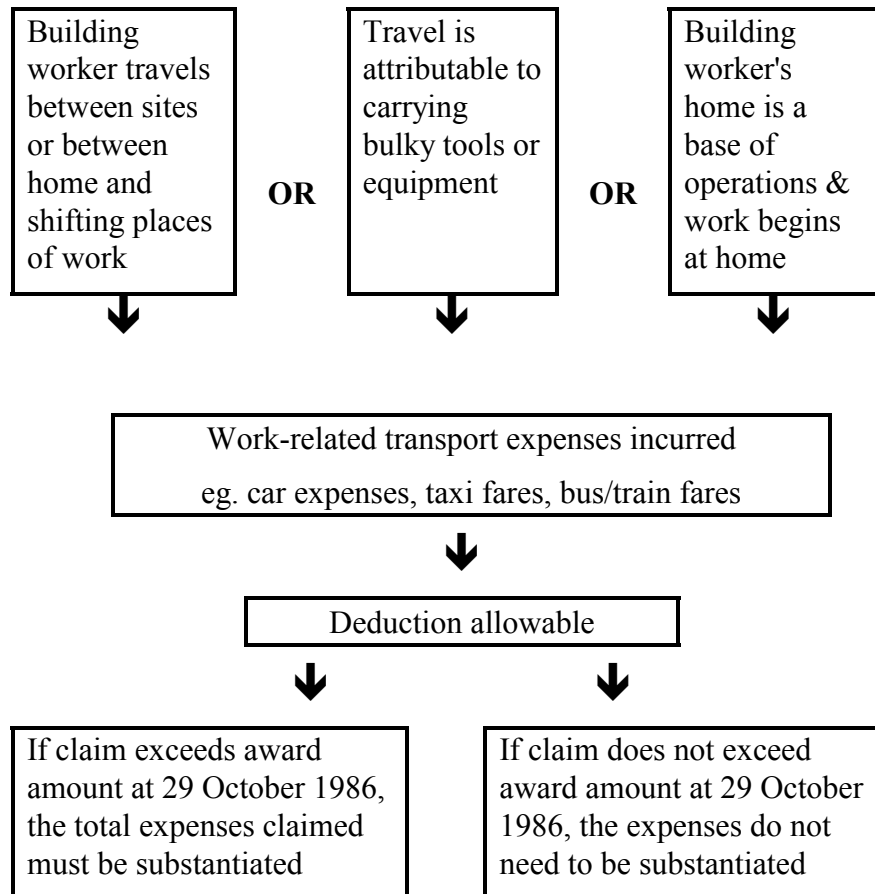 Building
worker travels
between sites
or between
home and
shifting places
of work
OR
Travel is
attributable to
carrying
bulky tools or
equipment
OR
Building
worker's
home is a
base of
operations &
work begins
at home
Work-related transport expenses incurred
eg. car expenses, taxi fares, bus/train fares
Deduction allowable
If claim exceeds award
amount at 29 October 1986,
the total expenses claimed
must be substantiated
If claim does not exceed
award amount at 29 October
1986, the expenses do not
need to be substantiated